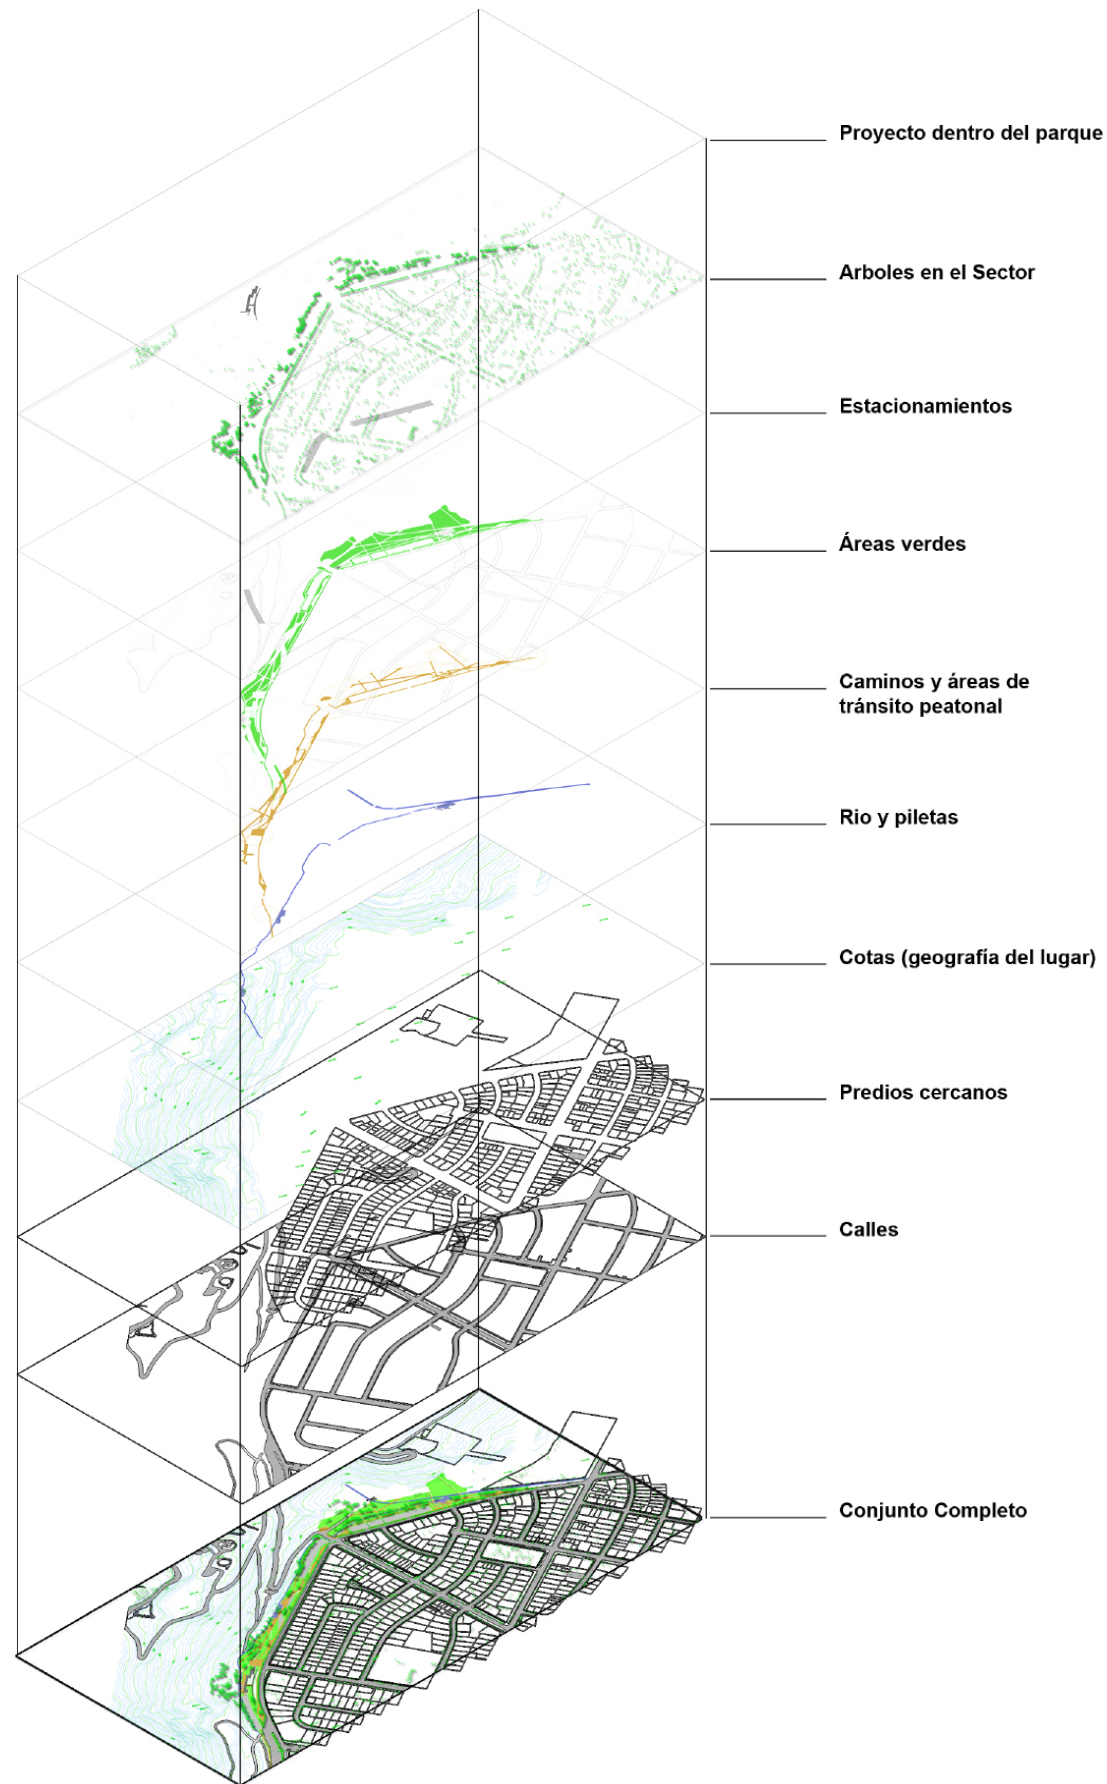 Proyecto dentro del parque
Arboles en el Sector
Estacionamientos
Áreas verdes
Caminos y áreas de
tránsito peatonal
Rio y piletas
Cotas (geografía del lugar)
Predios cercanos
Calles
Conjunto Completo